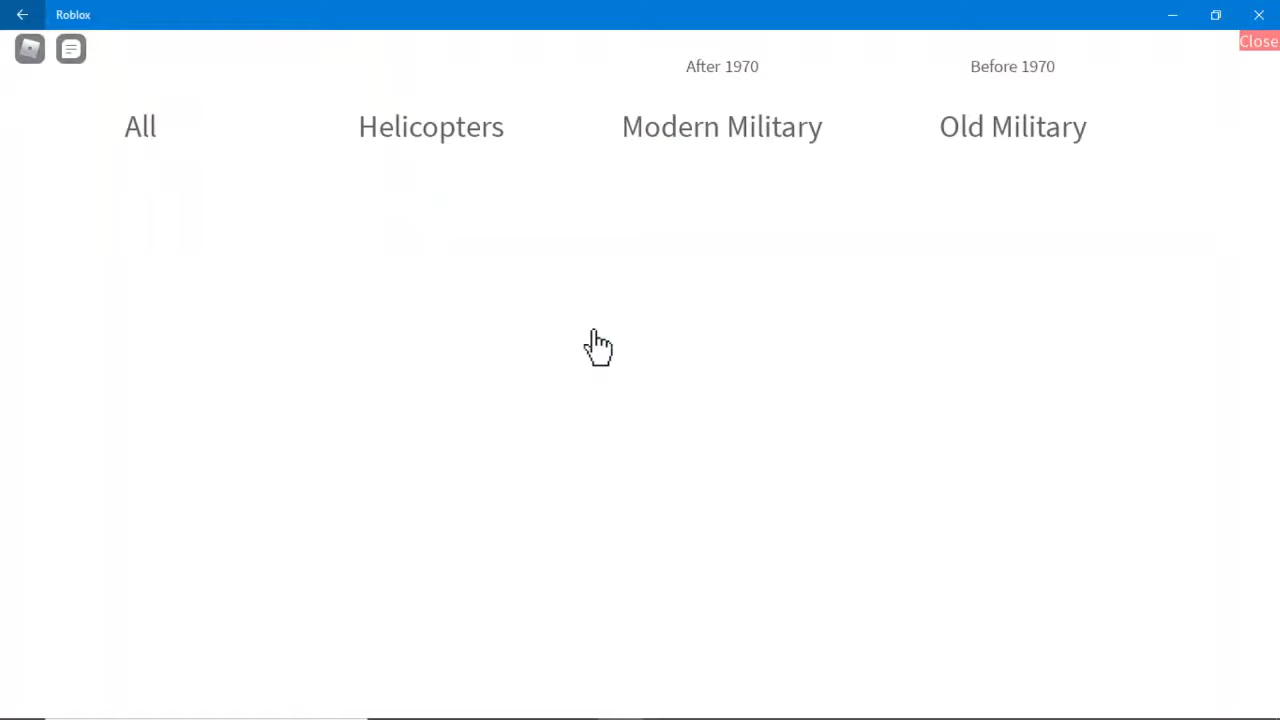 Roblox
Close
After 1970
Before 1970
All
Helicopters
Modern Military
Old Military